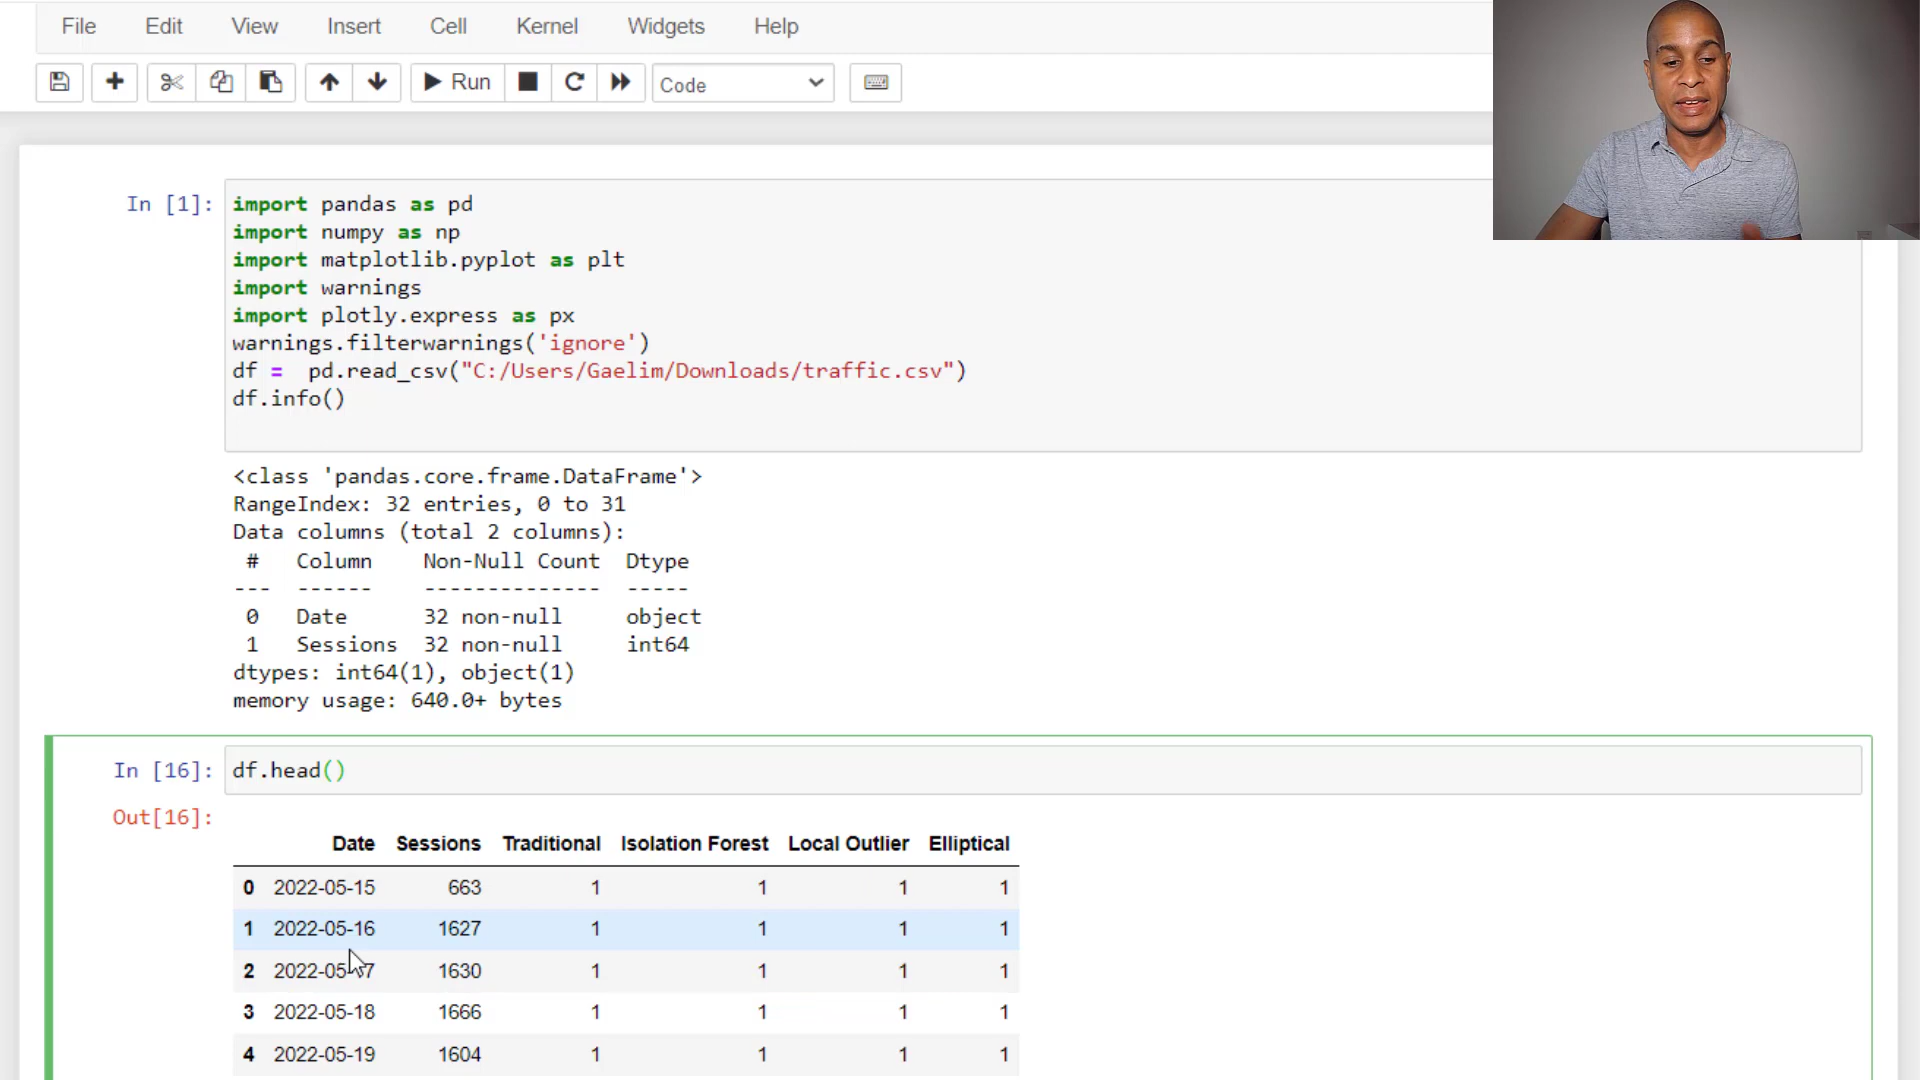 File Edit View Insert Cell Kernel Widgets Help
Run Code
In [1]: import pandas as pd
import numpy as np
import matplotlib.pyplot as plt
import warnings
import plotly.express as px
warnings.filterwarnings('ignore')
df =  pd.read_csv("C:/Users/Gaelim/Downloads/traffic.csv")
df.info()
<class 'pandas.core.frame.DataFrame'>
RangeIndex: 32 entries, 0 to 31
Data columns (total 2 columns):
 #   Column    Non-Null Count  Dtype
---  ------    --------------  -----
 0   Date      32 non-null     object
 1   Sessions  32 non-null     int64
dtypes: int64(1), object(1)
memory usage: 640.0+ bytes
In [16]: df.head()
Out[16]:
Date Sessions Traditional Isolation Forest Local Outlier Elliptical
0 2022-05-15 663 1 1 1 1
1 2022-05-16 1627 1 1 1 1
2 2022-05-17 1630 1 1 1 1
3 2022-05-18 1666 1 1 1 1
4 2022-05-19 1604 1 1 1 1